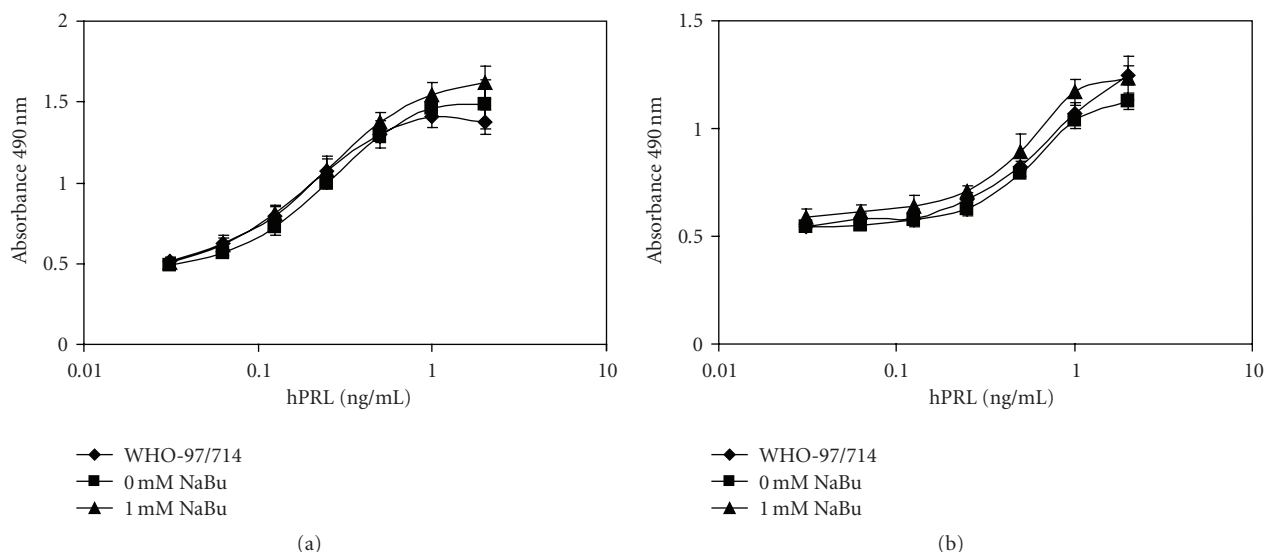 2
1.5
1
0.5
0
Absorbance 490 nm
0.01
0.1
1
10
hPRL (ng/mL)
WHO-97/714
0 mM NaBu
1 mM NaBu
(a)
1.5
1
0.5
0
Absorbance 490 nm
0.01
0.1
1
10
hPRL (ng/mL)
WHO-97/714
0 mM NaBu
1 mM NaBu
(b)